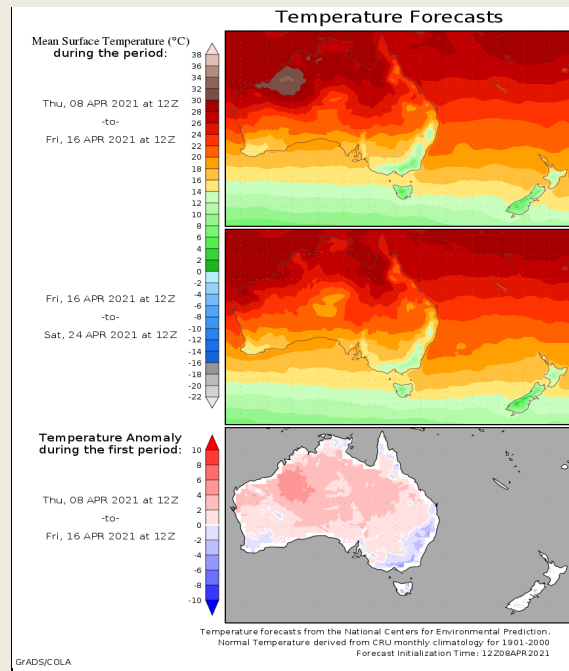 Temperature Forecasts
Mean Surface Temperature (°C)
during the period:
Thu, 08 APR 2021 at 12Z
-to-
Fri, 16 APR 2021 at 12Z
38
36
34
32
30
28
26
24
22
20
18
16
14
12
10
8
6
4
2
0
-2
-4
-6
-8
-10
-12
-14
-16
-18
-20
-22
Fri, 16 APR 2021 at 12Z
-to-
Sat, 24 APR 2021 at 12Z
Temperature Anomaly
during the first period:
Thu, 08 APR 2021 at 12Z
-to-
Fri, 16 APR 2021 at 12Z
10
8
6
4
2
0
-2
-4
-6
-8
-10
Temperature forecasts from the National Centers for Environmental Prediction.
Normal Temperature derived from CRU monthly climatology for 1901-2000
Forecast Initialization Time: 12Z08APR2021
GrADS/COLA